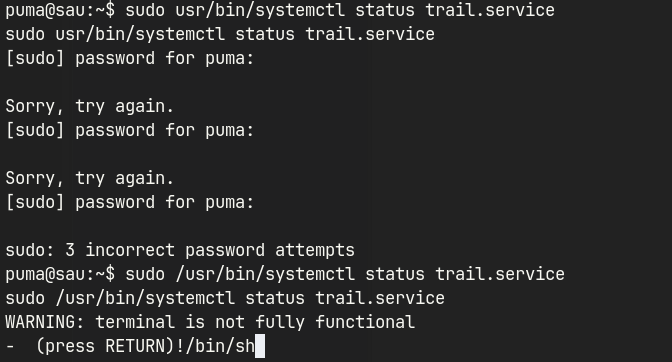 puma@sau:~$ sudo usr/bin/systemctl status trail.service
sudo usr/bin/systemctl status trail.service
[sudo] password for puma:
Sorry, try again.
[sudo] password for puma:
Sorry, try again.
[sudo] password for puma:
sudo: 3 incorrect password attempts
puma@sau:~$ sudo /usr/bin/systemctl status trail.service
sudo /usr/bin/systemctl status trail.service
WARNING: terminal is not fully functional
-  (press RETURN)!/bin/sh